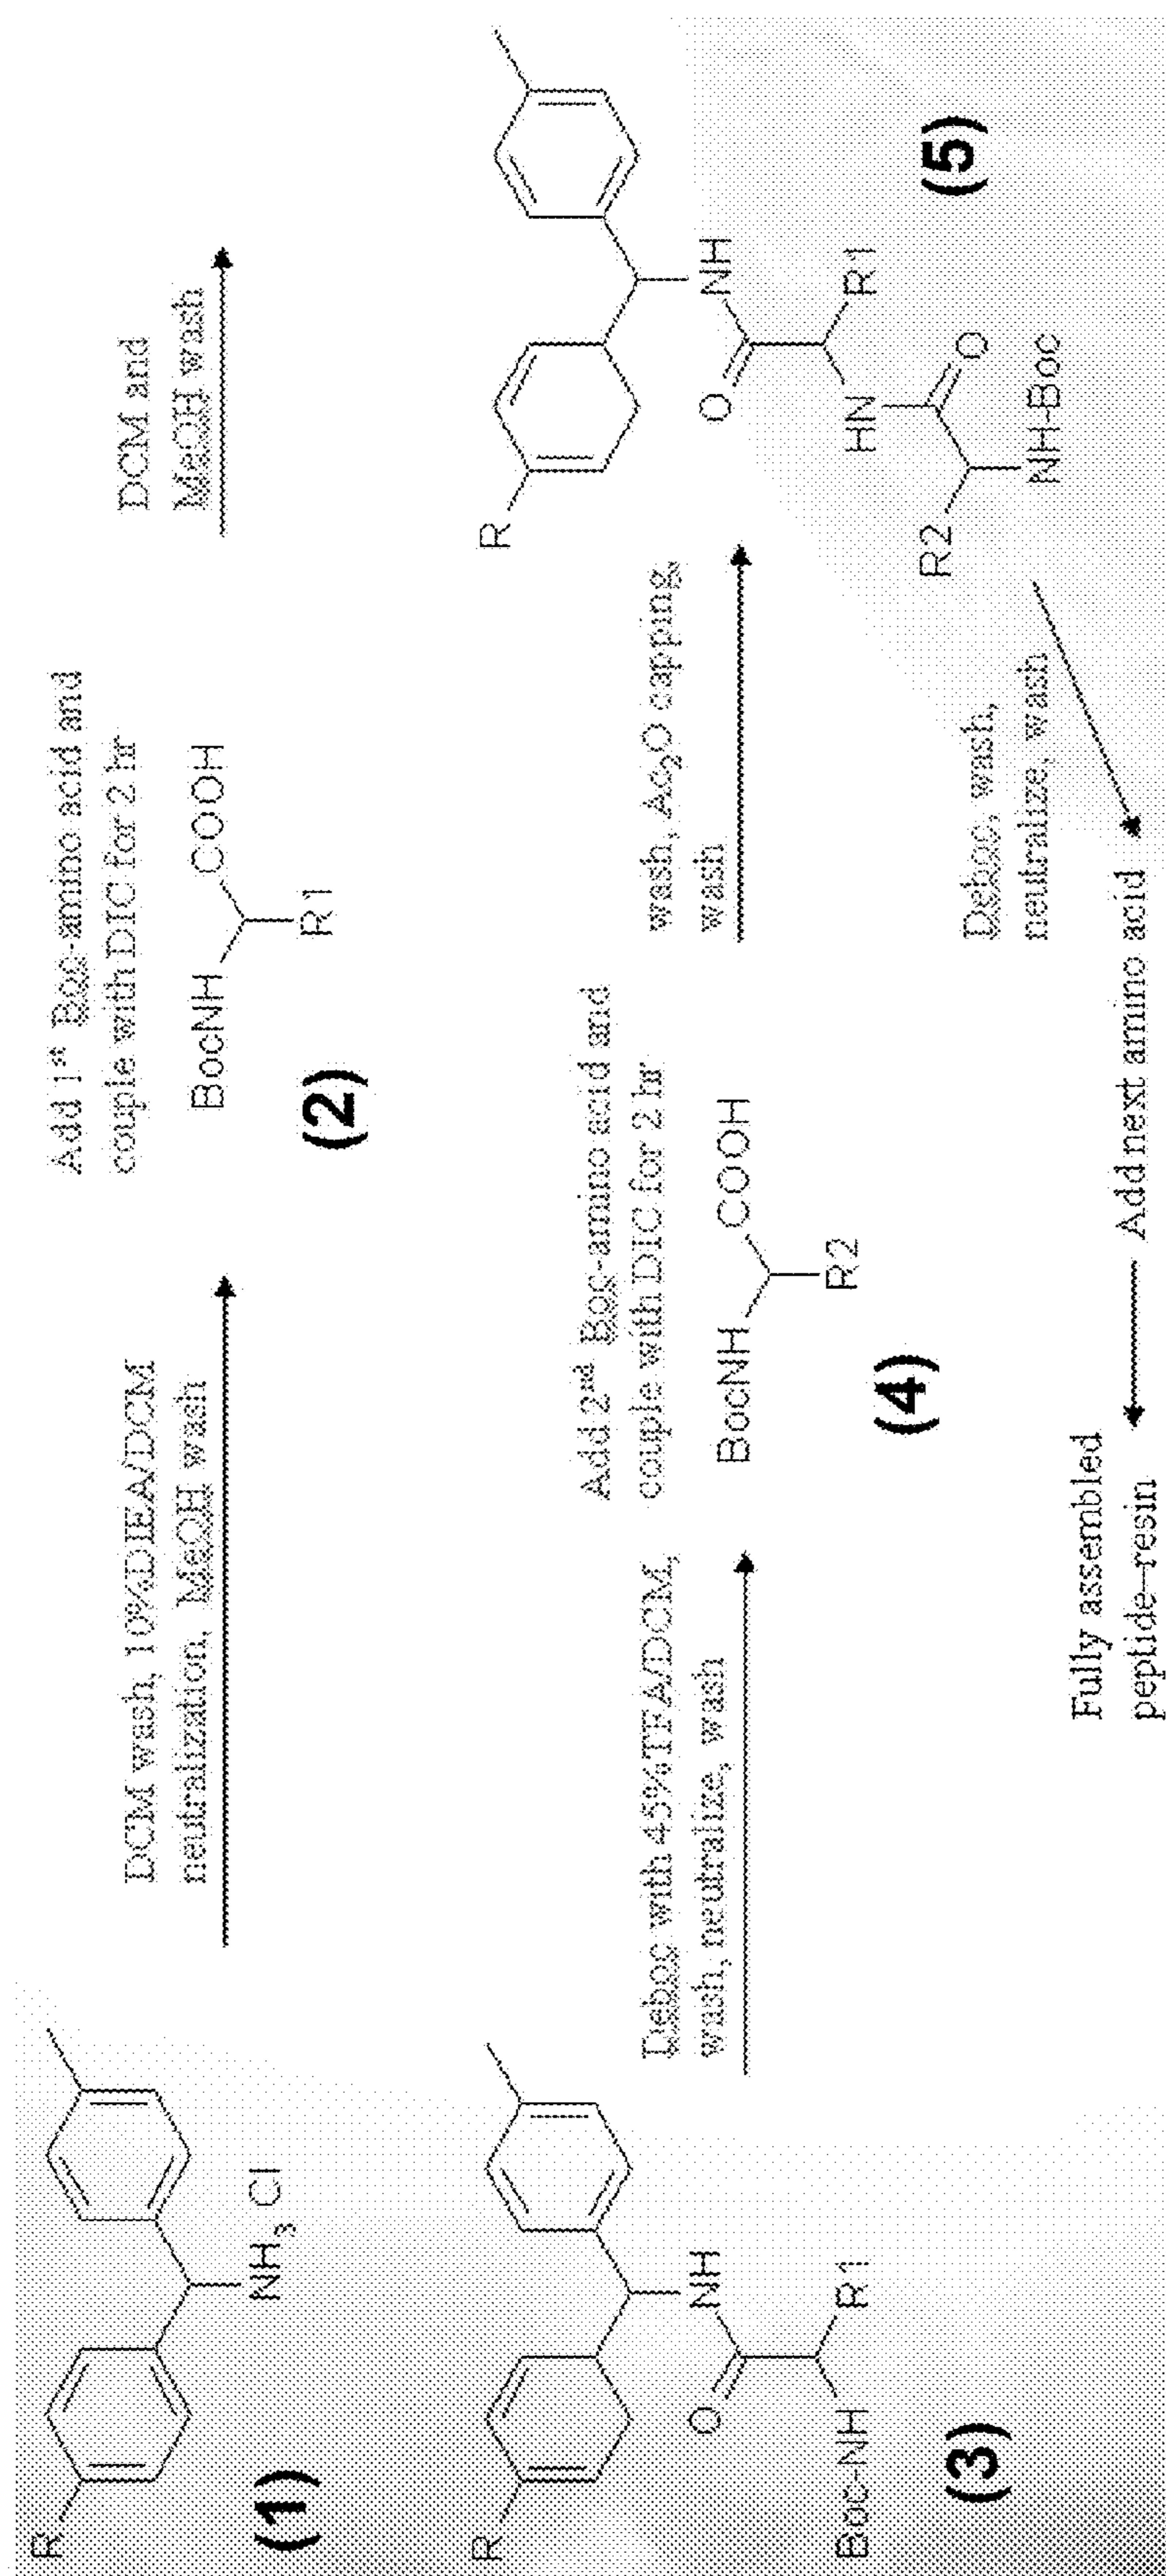 R
NH3 Cl
(1)
DCM wash, 10%DIEA/DCM
neutralization, MeOH wash
Add 1st Boc-amino acid and
couple with DIC for 2 hr
BocNH
COOH
R1
(2)
DCM and
MeOH wash
R
O
NH
Boc-NH
R1
(3)
Deboc with 45%TFA/DCM,
wash, neutralize, wash
Add 2nd Boc-amino acid and
couple with DIC for 2 hr
BocNH
COOH
R2
(4)
wash, Ac2O capping,
wash
R
O
NH
HN
R1
O
R2
NH-Boc
(5)
Deboc, wash,
neutralize, wash
Fully assembled
peptide-resin
Add next amino acid